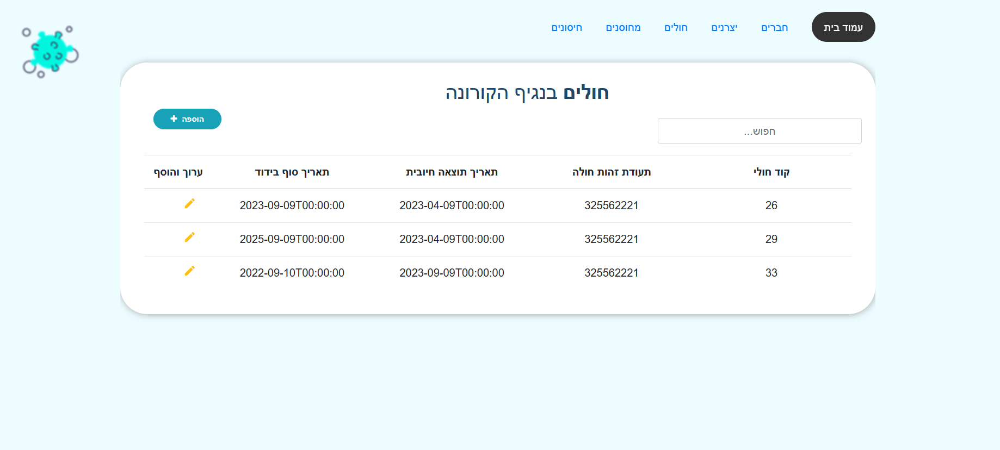 עמוד בית חברים יצרנים חולים מחוסנים חיסונים
חולים בנגיף הקורונה
הוספה +
חפוש...
קוד חולי תעודת זהות חולה תאריך תוצאה חיובית תאריך סוף בידוד ערוך והוסף
26 325562221 2023-04-09T00:00:00 2023-09-09T00:00:00
29 325562221 2023-04-09T00:00:00 2025-09-09T00:00:00
33 325562221 2023-09-09T00:00:00 2022-09-10T00:00:00